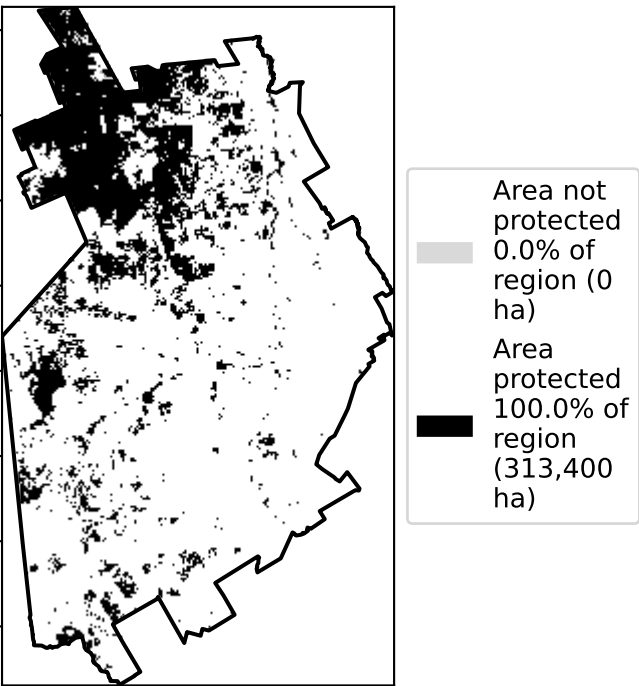 Area not
protected
0.0% of
region (0
ha)
Area
protected
100.0% of
region
(313,400
ha)